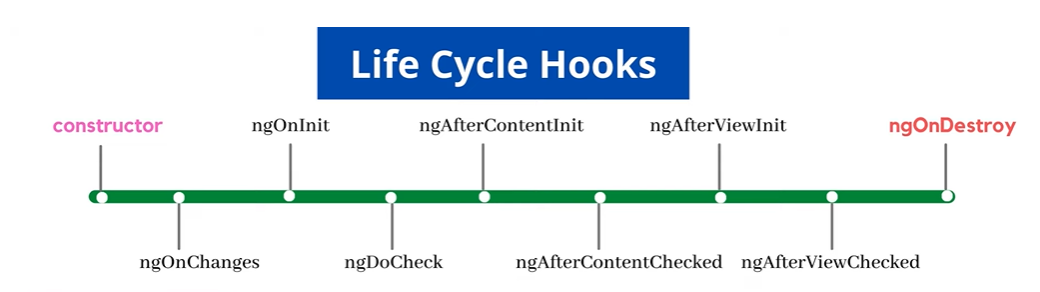 Life Cycle Hooks
constructor
ngOnInit
ngAfterContentInit
ngAfterViewInit
ngOnDestroy
ngOnChanges
ngDoCheck
ngAfterContentChecked
ngAfterViewChecked